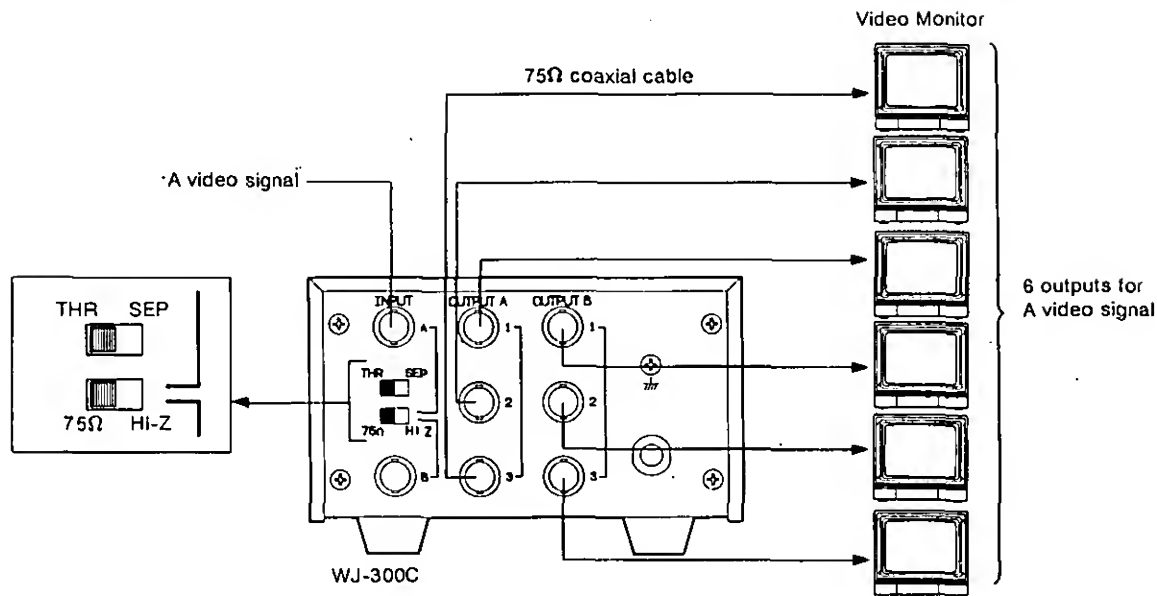 Video Monitor
75Ω coaxial cable
A video signal
6 outputs for
A video signal
THR SEP
75Ω HI-Z
INPUT OUTPUT A OUTPUT B
A 1 1
THR SEP
2 2
75Ω HI Z
B 3 3
WJ-300C